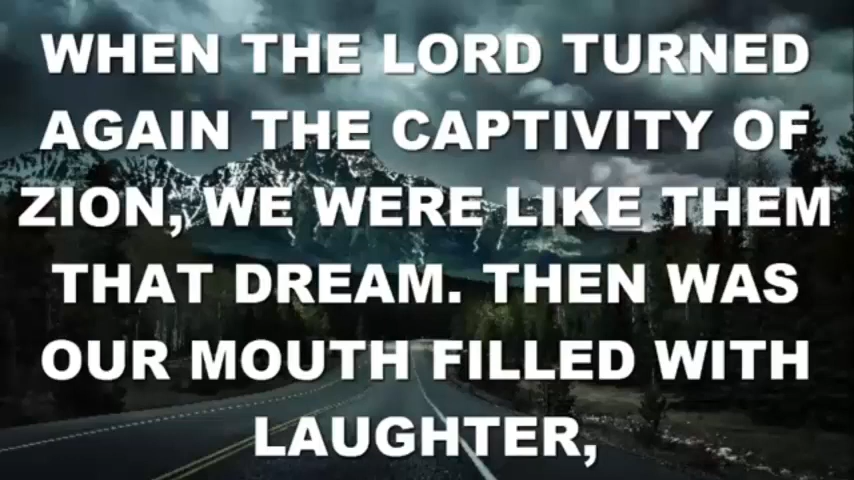 WHEN THE LORD TURNED
AGAIN THE CAPTIVITY OF
ZION, WE WERE LIKE THEM
THAT DREAM. THEN WAS
OUR MOUTH FILLED WITH
LAUGHTER,